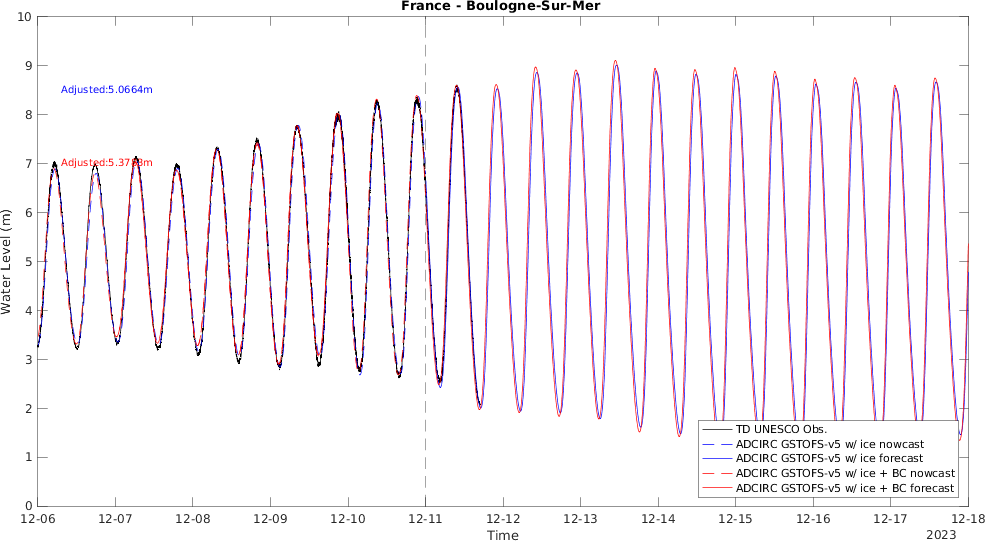 France - Boulogne-Sur-Mer
10
9
8
7
6
5
4
3
2
1
0
Water Level (m)
Adjusted:5.0664m
TD UNESCO Obs.
ADCIRC GSTOFS-v5 w/ ice nowcast
ADCIRC GSTOFS-v5 w/ ice forecast
ADCIRC GSTOFS-v5 w/ ice + BC nowcast
ADCIRC GSTOFS-v5 w/ ice + BC forecast
12-06 12-07 12-08 12-09 12-10 12-11 12-12 12-13 12-14 12-15 12-16 12-17 12-18
Time
2023